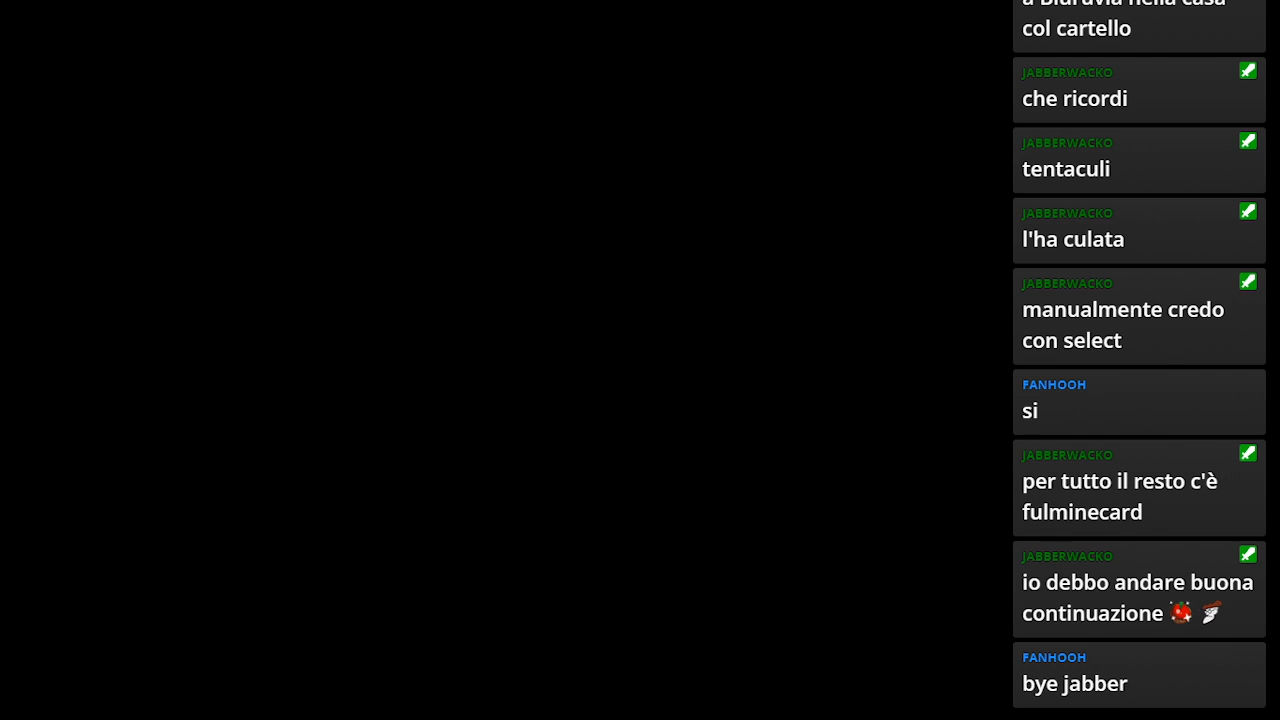 col cartello
JABBERWACKO
che ricordi
JABBERWACKO
tentaculi
JABBERWACKO
l'ha culata
JABBERWACKO
manualmente credo
con select
FANHOOH
si
JABBERWACKO
per tutto il resto c'è
fulminecard
JABBERWACKO
io debbo andare buona
continuazione
FANHOOH
bye jabber